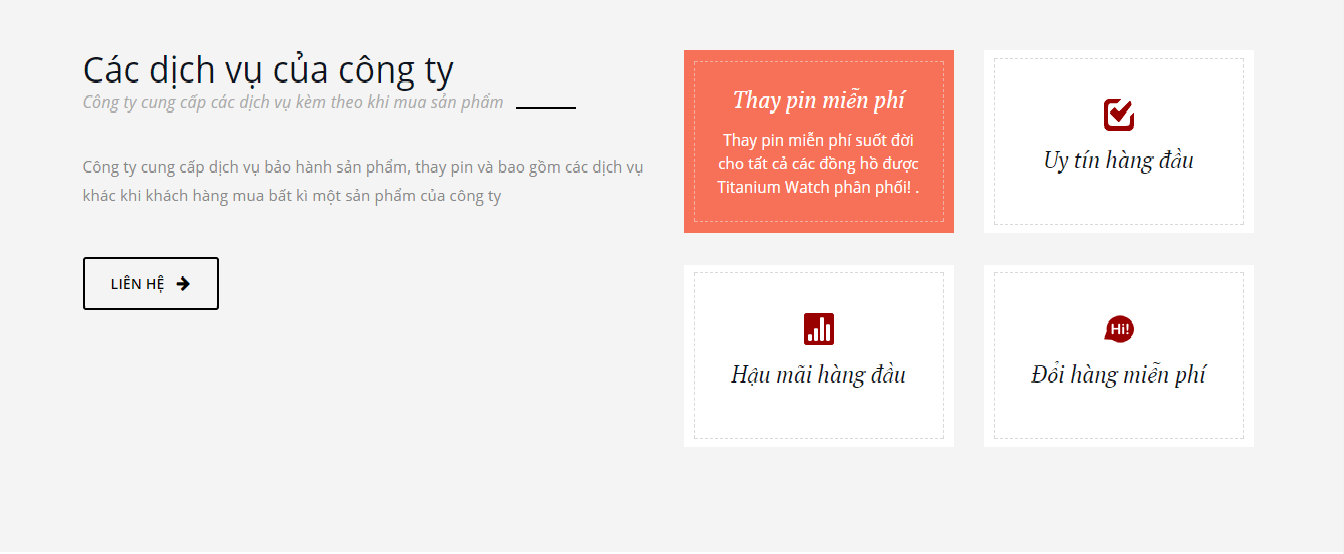 Các dịch vụ của công ty
Công ty cung cấp các dịch vụ kèm theo khi mua sản phẩm
Công ty cung cấp dịch vụ bảo hành sản phẩm, thay pin và bao gồm các dịch vụ
khác khi khách hàng mua bất kì một sản phẩm của công ty
LIÊN HỆ
Thay pin miễn phí
Thay pin miễn phí suốt đời
cho tất cả các đồng hồ được
Titanium Watch phân phối! .
Uy tín hàng đầu
Hậu mãi hàng đầu
Hi!
Đổi hàng miễn phí